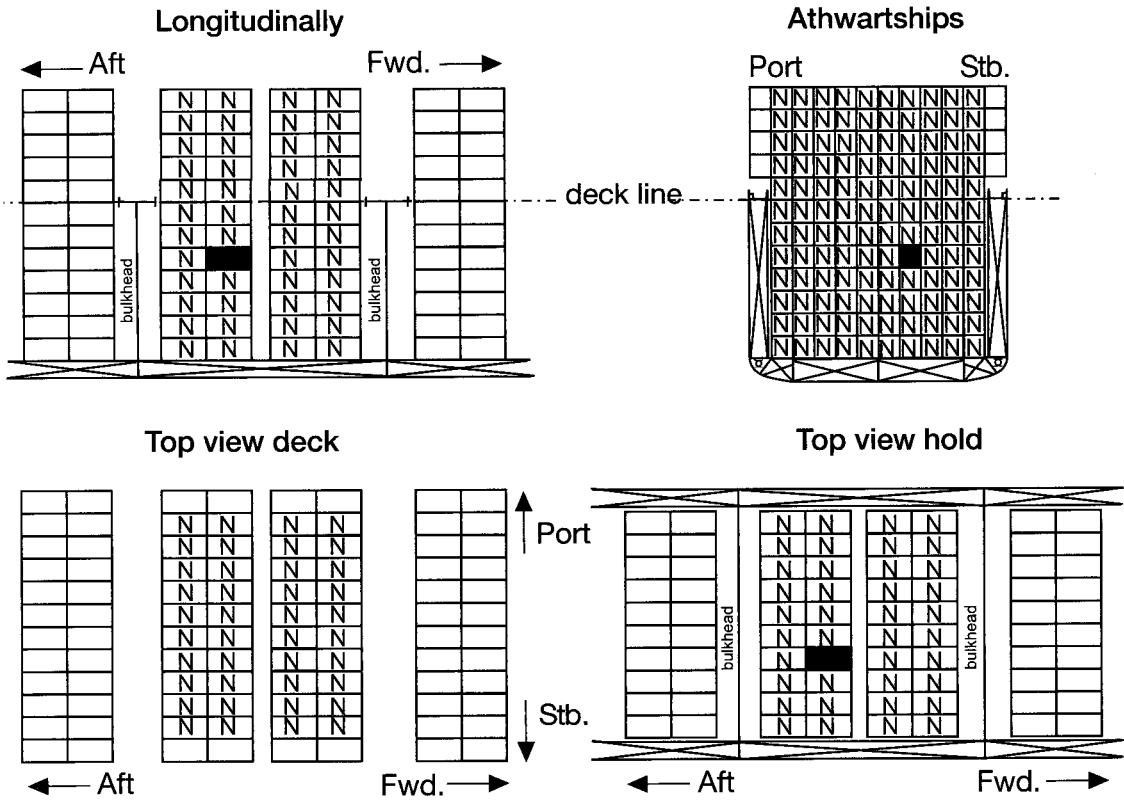 Longitudinally
Aft
Fwd.
N N N N
N N N N
N N N N
N N N N
N N N N
N N N N
N N N N
N N N
N N N N
N N N N
N N N N
N N N N
bulkhead
bulkhead
deck line
Athwartships
Port
Stb.
N N N N N N N N N N
N N N N N N N N N N
N N N N N N N N N N
N N N N N N N N N N
N N N N N N N N N N
N N N N N N N N N N
N N N N N N N N N N
N N N N N N N N N
N N N N N N N N N N
N N N N N N N N N N
N N N N N N N N N N
N N N N N N N N N N
Top view deck
N N N N
N N N N
N N N N
N N N N
N N N N
N N N N
N N N N
N N N N
N N N N
N N N N
Port
Stb.
Aft
Fwd.
Top view hold
N N N N
N N N N
N N N N
N N N N
N N N N
N N N N
N N N
N N N N
N N N N
N N N N
bulkhead
bulkhead
Aft
Fwd.